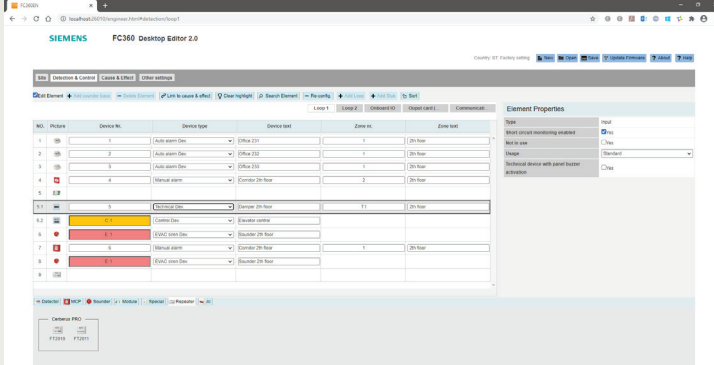 FC360EN
localhost:26010/engineer.html#detection/loop1
SIEMENS FC360 Desktop Editor 2.0
Country: ST: Factory setting New Open Save Update Firmware ? About ? Help
Site Detection & Control Cause & Effect Other settings
Edit Element Add sounder base Delete Element Link to cause & effect Clear highlight Search Element Re-config Add Loop Add Stub Sort
Loop 1 Loop 2 Onboard IO Ouput card (... Communicati...
NO. Picture Device Nr. Device type Device text Zone nr. Zone text
1 1 Auto alarm Dev. Office 231 1 2th floor
2 2 Auto alarm Dev. Office 232 1 2th floor
3 3 Auto alarm Dev. Office 233 1 2th floor
4 4 Manual alarm Corridor 2th floor 2 2th floor
5
5.1 5 Technical Dev. Damper 2th floor T1 2th floor
5.2 C 1 Control Dev. Elevator control
6 S 1 EVAC siren Dev. Sounder 2th floor
7 6 Manual alarm Corridor 2th floor 1 2th floor
8 S 1 EVAC siren Dev. Sounder 2th floor
9
Element Properties
Type Input
Short circuit monitoring enabled Yes
Not in use Yes
Usage Standard
Technical device with panel buzzer
activation Yes
Detector MCP Sounder Module Special Repeater AI
Cerberus PRO
FT2010 FT2011